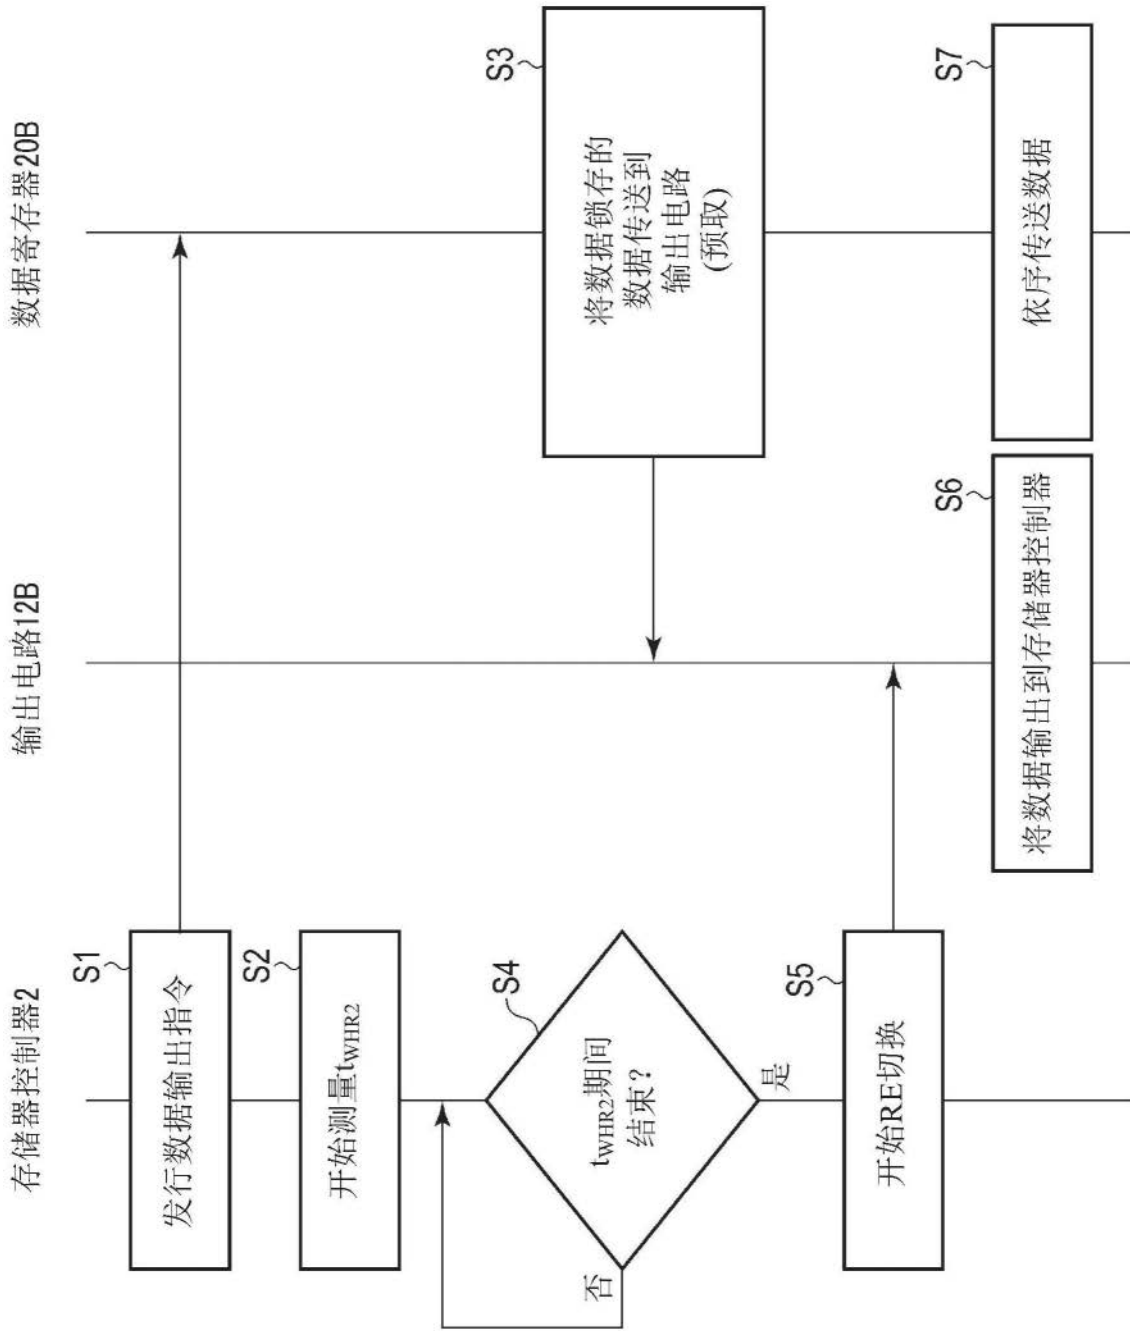 存储器控制器2
输出电路12B
数据寄存器20B
S1
发行数据输出指令
S2
开始测量tWHR2
S3
将数据锁存的
数据传送到
输出电路
(预取)
S4
tWHR2期间
结束?
否
是
S5
开始RE切换
S6
将数据输出到存储器控制器
S7
依序传送数据